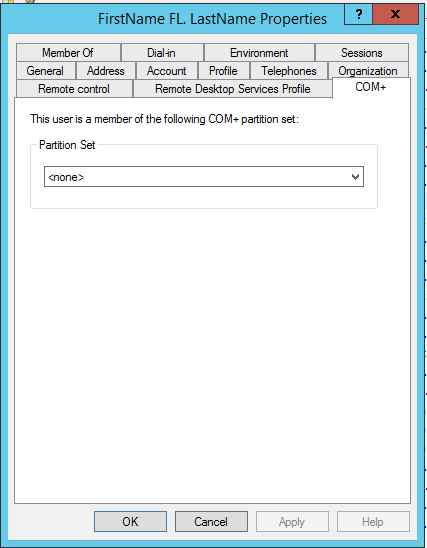 FirstName FL. LastName Properties
? x
Member Of Dial-in Environment Sessions
General Address Account Profile Telephones Organization
Remote control Remote Desktop Services Profile COM+
This user is a member of the following COM+ partition set:
Partition Set
<none>
OK Cancel Apply Help